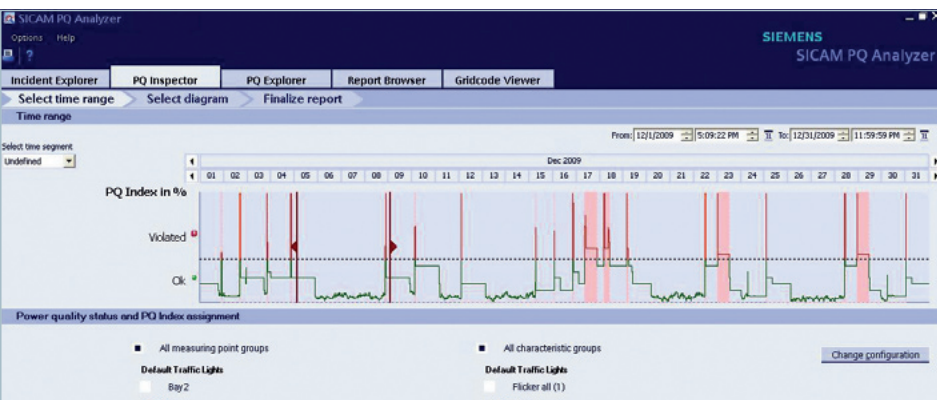 SICAM PQ Analyzer
Options Help
SIEMENS
?
SICAM PQ Analyzer
Incident Explorer PQ Inspector PQ Explorer Report Browser Gridcode Viewer
Select time range Select diagram Finalize report
Time range
From: 12/1/2009 5:09:22 PM To: 12/31/2009 11:59:59 PM
Select time segment
Undefined
Dec 2009
01 02 03 04 05 06 07 08 09 10 11 12 13 14 15 16 17 18 19 20 21 22 23 24 25 26 27 28 29 30 31
PQ Index in %
Violated
Ok
Power quality status and PQ Index assignment
All measuring point groups All characteristic groups
Change configuration
Default Traffic Lights Default Traffic Lights
Bay2 Flicker all (1)